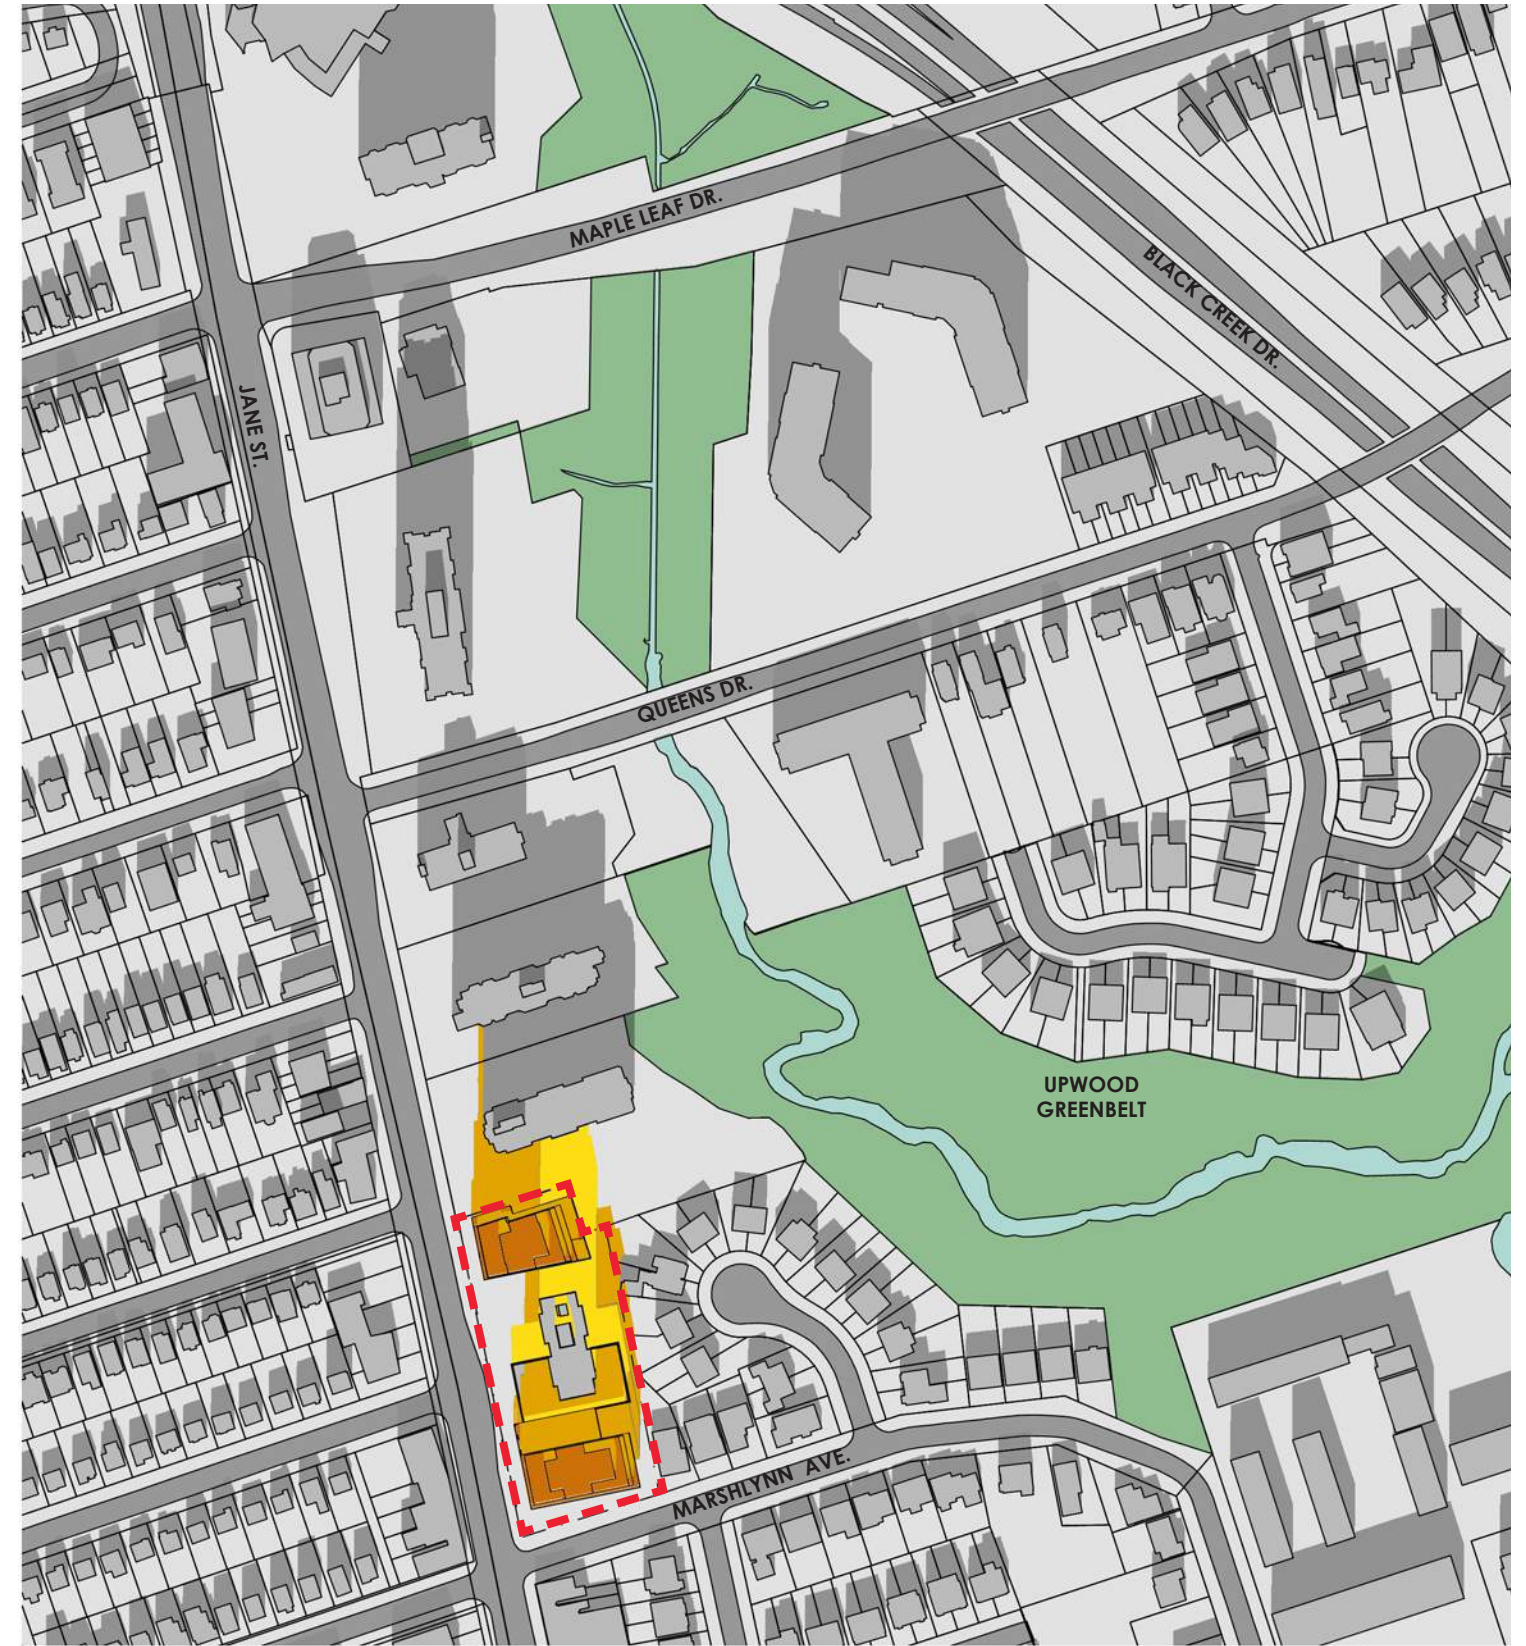 MAPLE LEAF DR.
BLACK CREEK DR.
JANE ST.
QUEENS DR.
UPWOOD
GREENBELT
MARSHLYNN AVE.